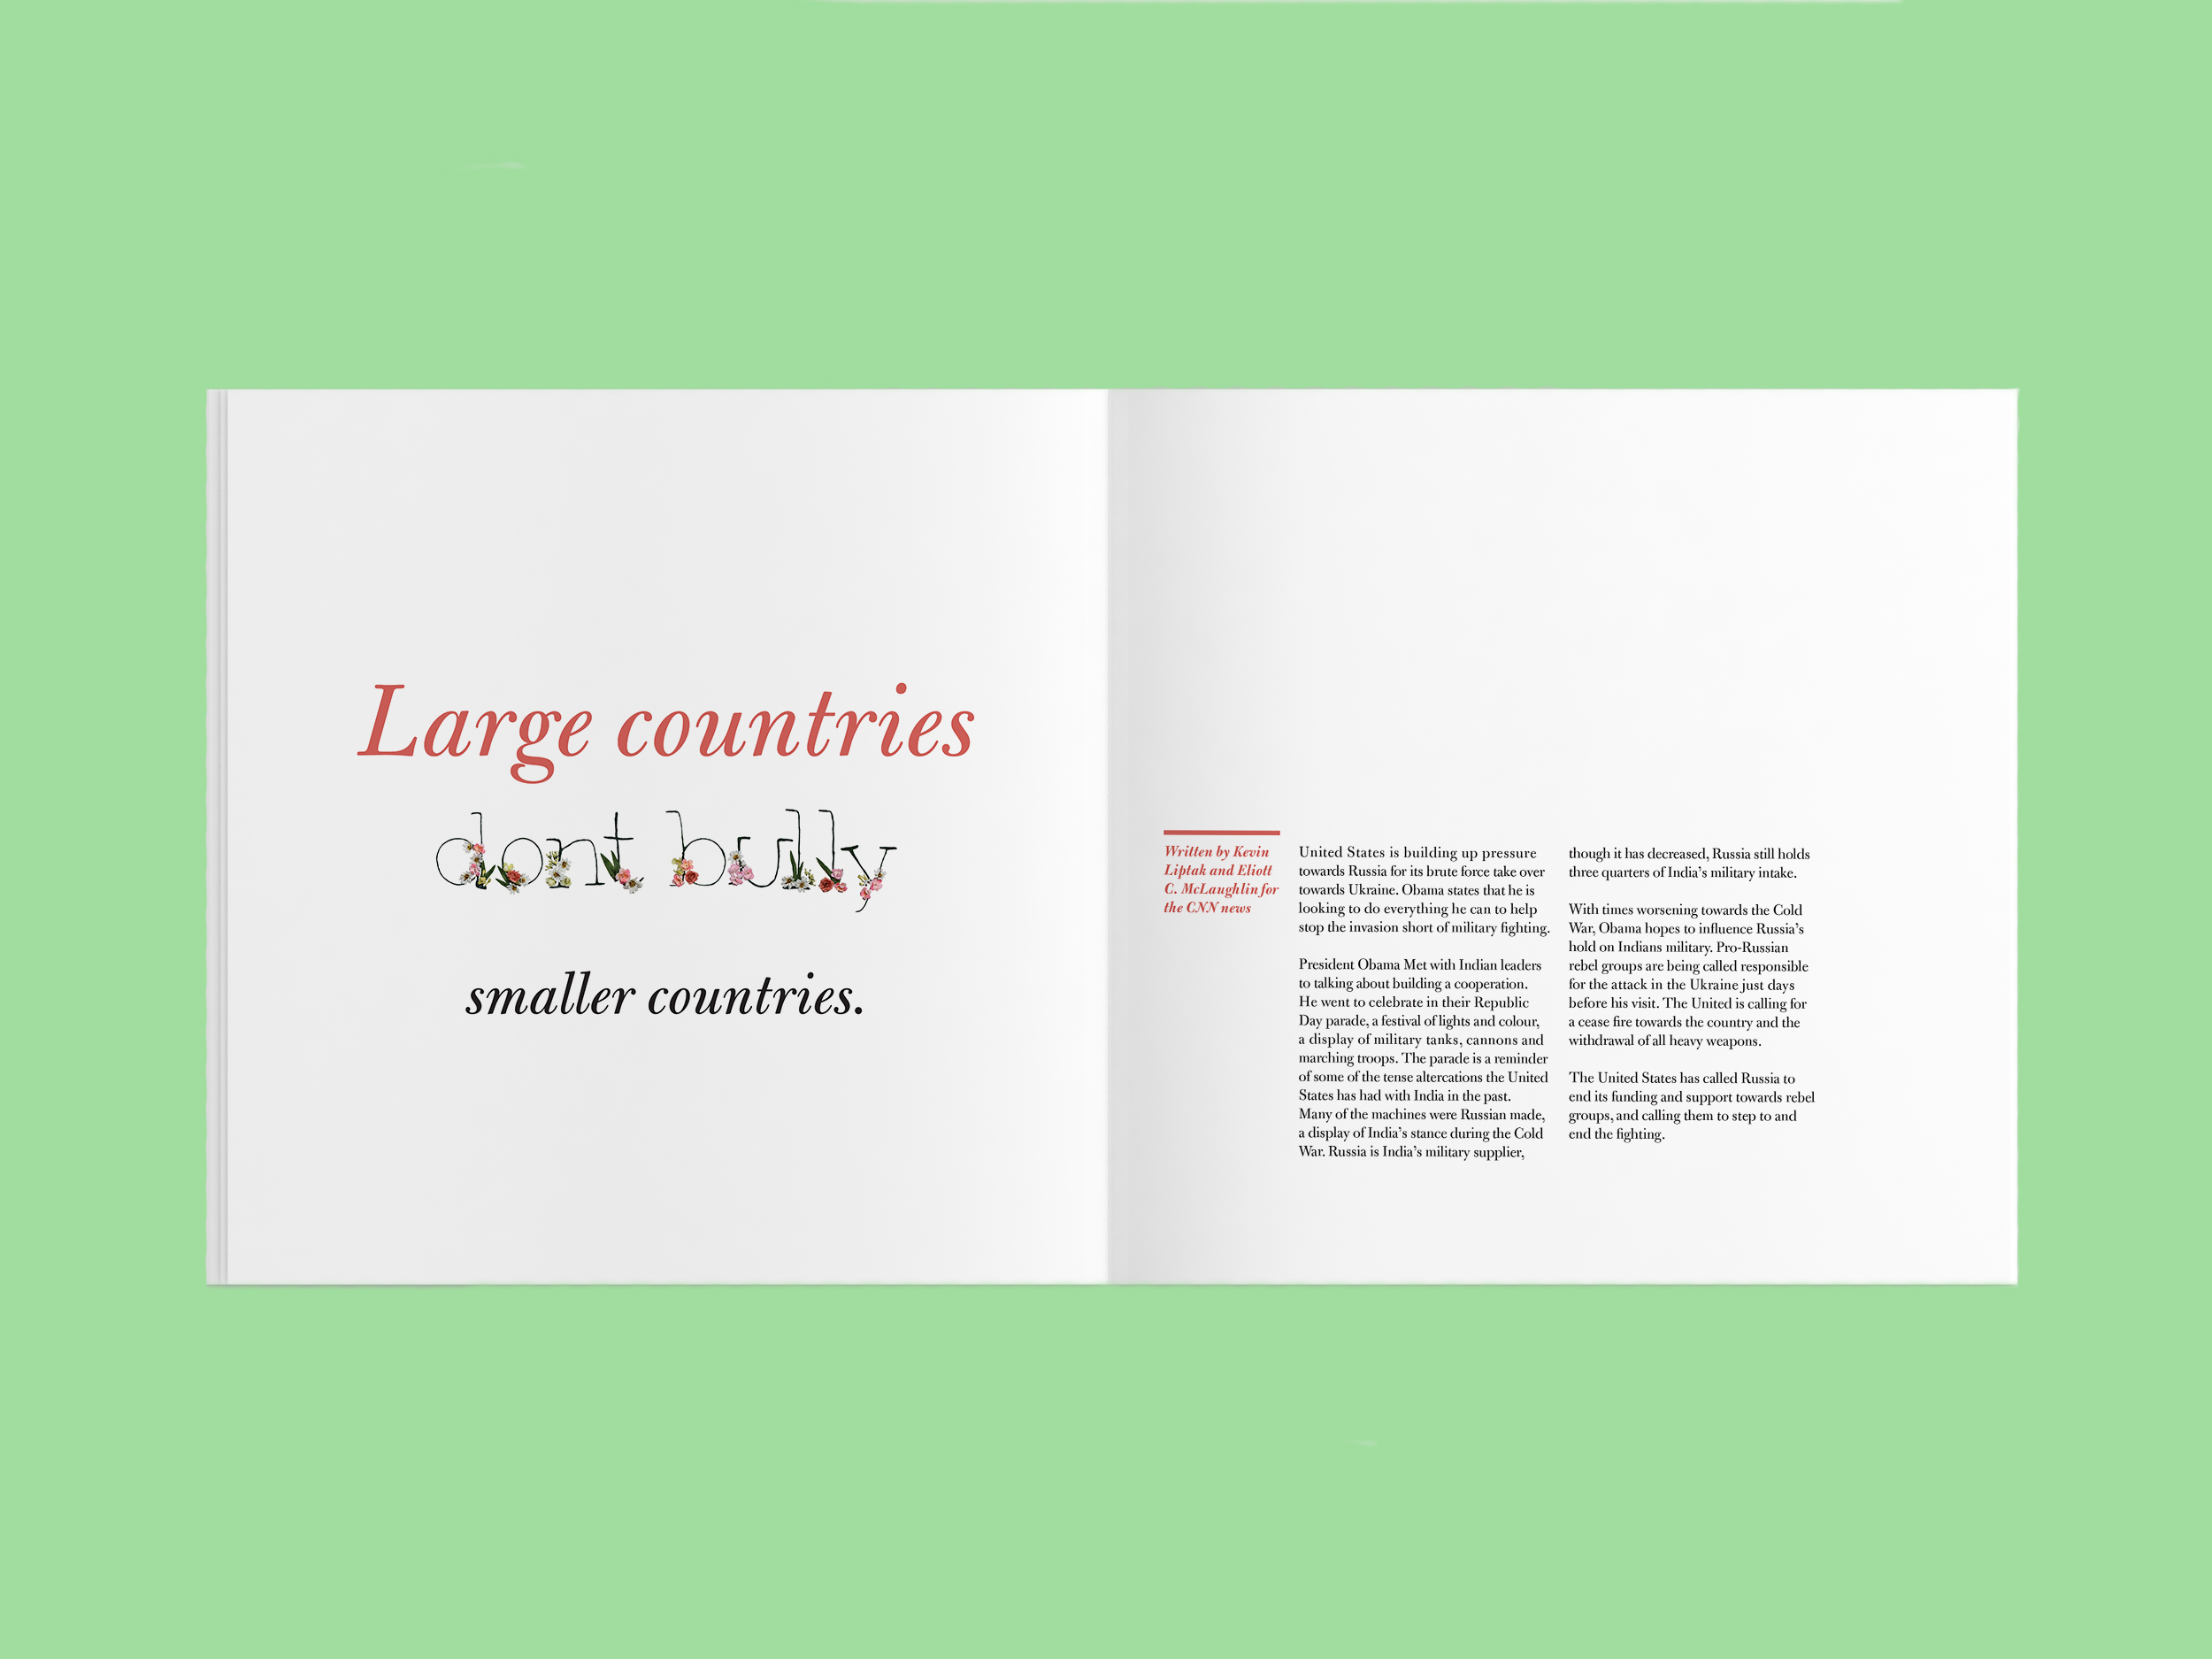 Large countries
dont bully
smaller countries.
Written by Kevin
Liptak and Eliott
C. McLaughlin for
the CNN news
United States is building up pressure
towards Russia for its brute force take over
towards Ukraine. Obama states that he is
looking to do everything he can to help
stop the invasion short of military fighting.
President Obama Met with Indian leaders
to talking about building a cooperation.
He went to celebrate in their Republic
Day parade, a festival of lights and colour,
a display of military tanks, cannons and
marching troops. The parade is a reminder
of some of the tense altercations the United
States has had with India in the past.
Many of the machines were Russian made,
a display of India's stance during the Cold
War. Russia is India's military supplier,
though it has decreased, Russia still holds
three quarters of India's military intake.
With times worsening towards the Cold
War, Obama hopes to influence Russia's
hold on Indians military. Pro-Russian
rebel groups are being called responsible
for the attack in the Ukraine just days
before his visit. The United is calling for
a cease fire towards the country and the
withdrawal of all heavy weapons.
The United States has called Russia to
end its funding and support towards rebel
groups, and calling them to step to and
end the fighting.